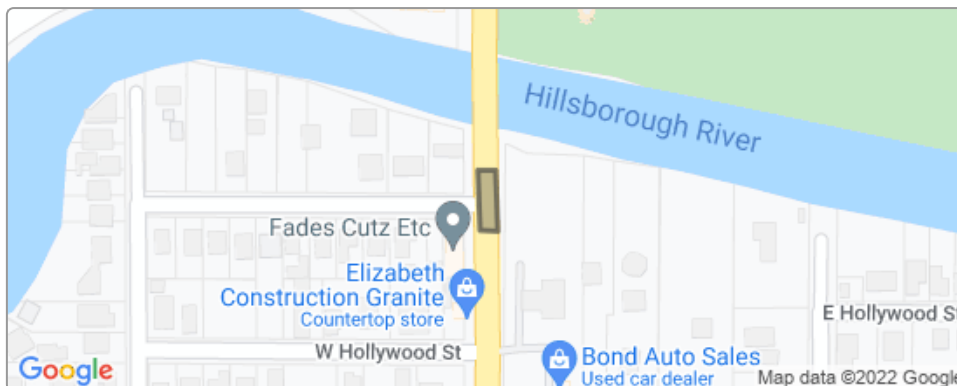 Hillsborough River
Fades Cutz Etc
Elizabeth
Construction Granite
Countertop store
E Hollywood St
W Hollywood St
Bond Auto Sales
Used car dealer
Google
Map data ©2022 Google